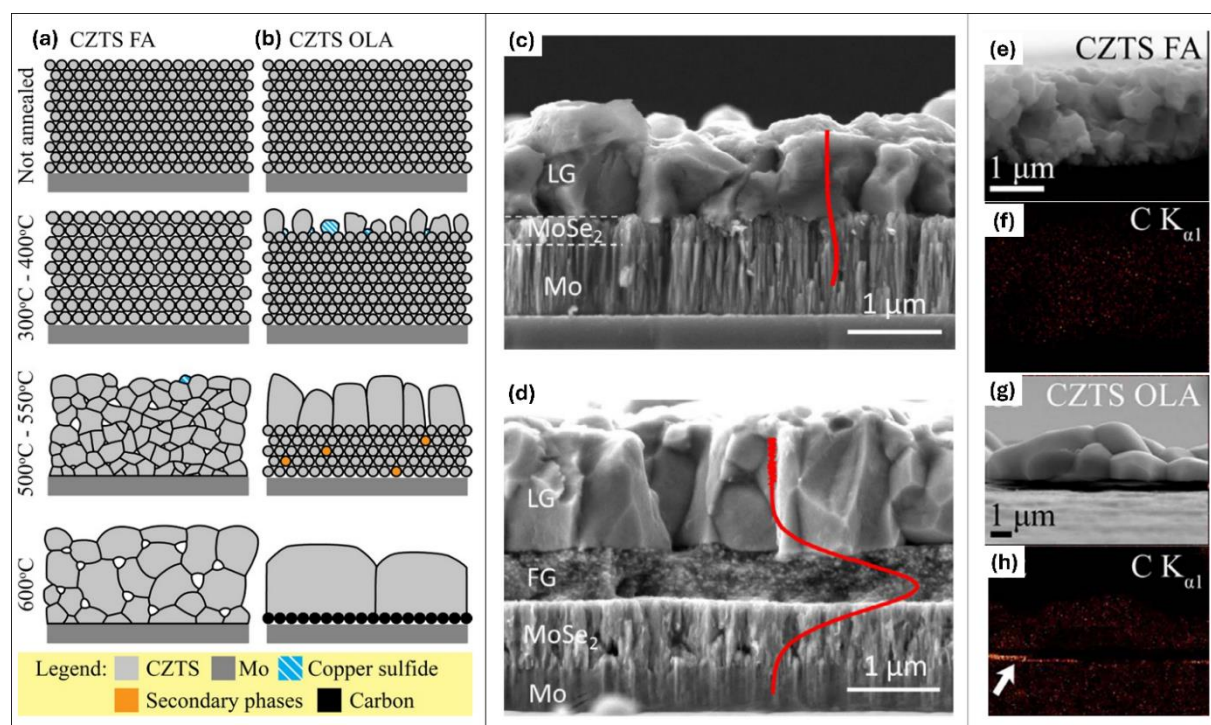 (a) CZTS FA
(b) CZTS OLA
Not annealed
300°C - 400°C
500°C - 550°C
600°C
Legend: CZTS Mo Copper sulfide
Secondary phases Carbon
(c)
LG
MoSe2
Mo
1 μm
(d)
LG
FG
MoSe2
Mo
1 μm
(e)
CZTS FA
1 μm
(f)
C Kα1
(g)
CZTS OLA
1 μm
(h)
C Kα1